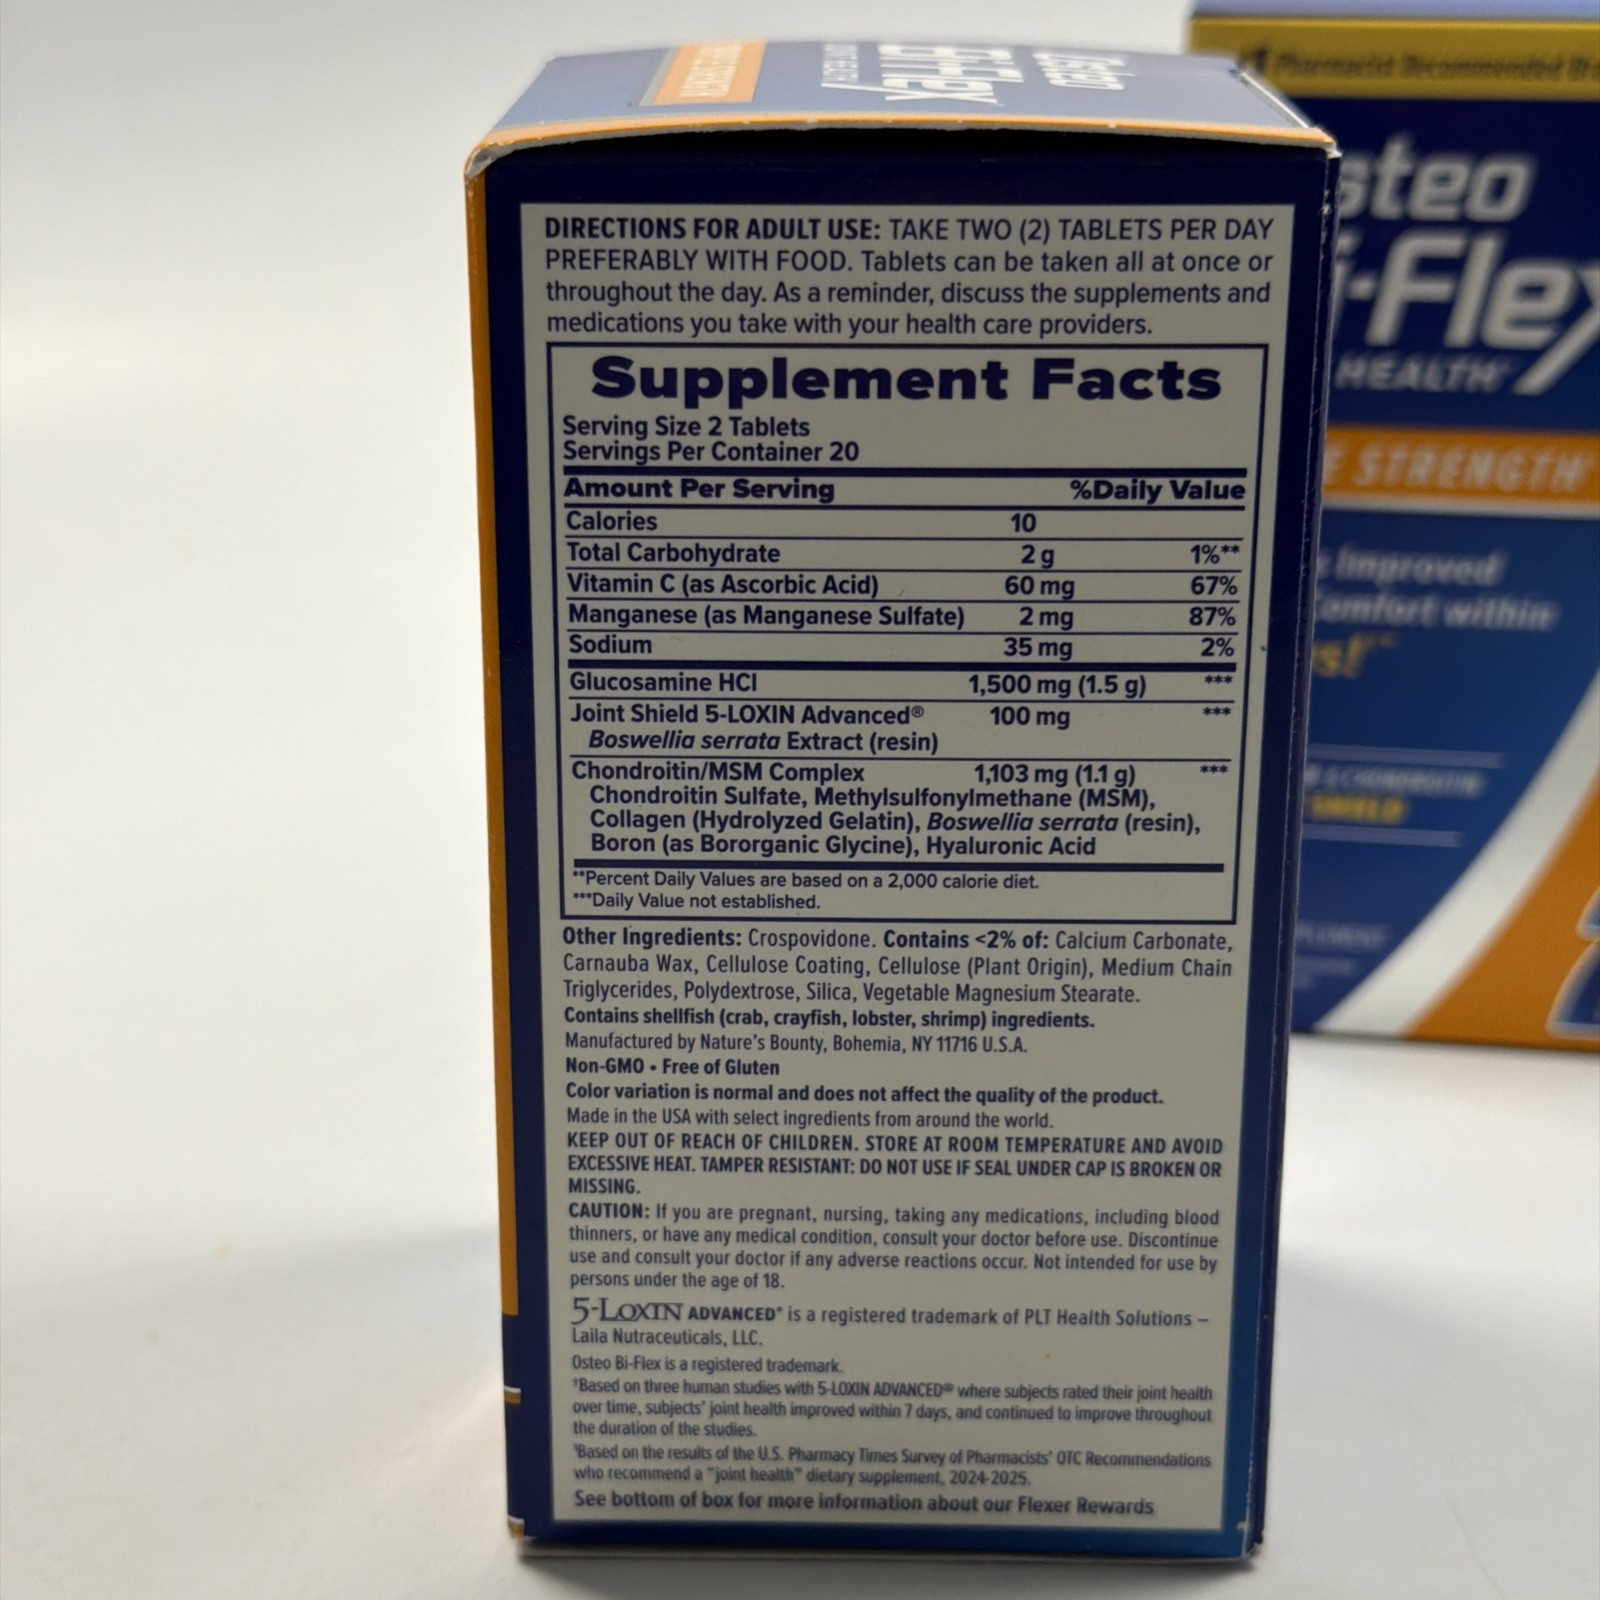 Osteo
Bi-Flex
JOINT HEALTH
TRIPLE STRENGTH
DIRECTIONS FOR ADULT USE: TAKE TWO (2) TABLETS PER DAY
PREFERABLY WITH FOOD. Tablets can be taken all at once or
throughout the day. As a reminder, discuss the supplements and
medications you take with your health care providers.
Supplement Facts
Serving Size 2 Tablets
Servings Per Container 20
Amount Per Serving %Daily Value
Calories 10
Total Carbohydrate 2 g 1%**
Vitamin C (as Ascorbic Acid) 60 mg 67%
Manganese (as Manganese Sulfate) 2 mg 87%
Sodium 35 mg 2%
Glucosamine HCl 1,500 mg (1.5 g) ***
Joint Shield 5-LOXIN Advanced® 100 mg ***
Boswellia serrata Extract (resin)
Chondroitin/MSM Complex 1,103 mg (1.1 g) ***
Chondroitin Sulfate, Methylsulfonylmethane (MSM),
Collagen (Hydrolyzed Gelatin), Boswellia serrata (resin),
Boron (as Bororganic Glycine), Hyaluronic Acid
**Percent Daily Values are based on a 2,000 calorie diet.
***Daily Value not established.
Other Ingredients: Crospovidone. Contains <2% of: Calcium Carbonate,
Carnauba Wax, Cellulose Coating, Cellulose (Plant Origin), Medium Chain
Triglycerides, Polydextrose, Silica, Vegetable Magnesium Stearate.
Contains shellfish (crab, crayfish, lobster, shrimp) ingredients.
Manufactured by Nature's Bounty, Bohemia, NY 11716 U.S.A.
Non-GMO • Free of Gluten
Color variation is normal and does not affect the quality of the product.
Made in the USA with select ingredients from around the world.
KEEP OUT OF REACH OF CHILDREN. STORE AT ROOM TEMPERATURE AND AVOID
EXCESSIVE HEAT. TAMPER RESISTANT: DO NOT USE IF SEAL UNDER CAP IS BROKEN OR
MISSING.
CAUTION: If you are pregnant, nursing, taking any medications, including blood
thinners, or have any medical condition, consult your doctor before use. Discontinue
use and consult your doctor if any adverse reactions occur. Not intended for use by
persons under the age of 18.
5-LOXIN ADVANCED® is a registered trademark of PLT Health Solutions –
Laila Nutraceuticals, LLC.
Osteo Bi-Flex is a registered trademark.
†Based on three human studies with 5-LOXIN ADVANCED® where subjects rated their joint health
over time, subjects' joint health improved within 7 days, and continued to improve throughout
the duration of the studies.
‡Based on the results of the U.S. Pharmacy Times Survey of Pharmacists' OTC Recommendations
who recommend a "joint health" dietary supplement, 2024-2025.
See bottom of box for more information about our Flexer Rewards
#1 Pharmacist Recommended
steo
i-Flex
HEALTH
E STRENGTH
Improved
Comfort within
& CHONDROITIN
SHIELD